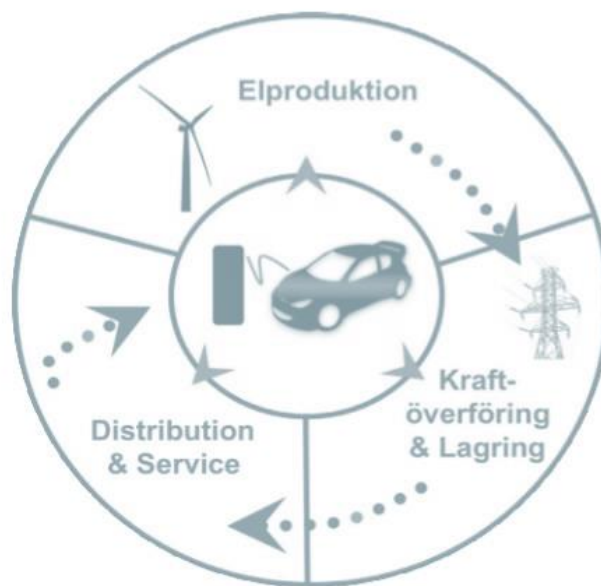 Elproduktion
Kraft-
överföring
& Lagring
Distribution
& Service